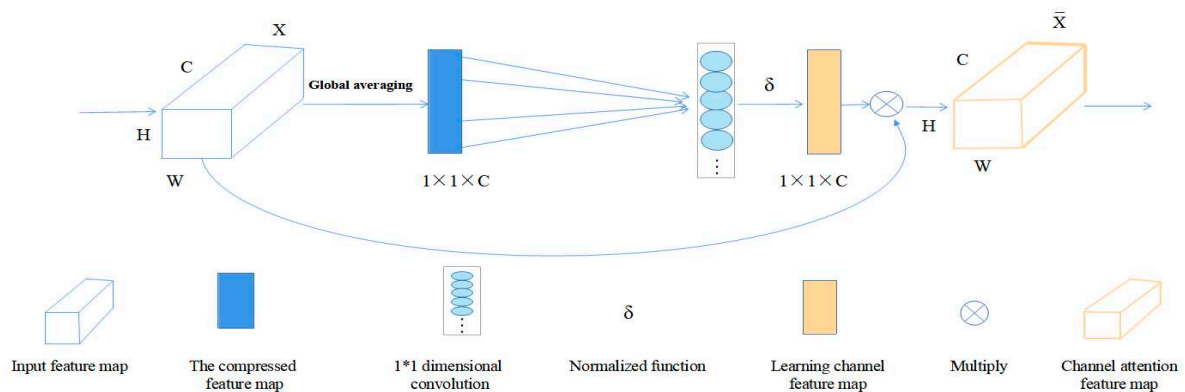 X
C
Global averaging
H
W
1×1×C
⋮
δ
1×1×C
X̄
C
H
W
⋮
δ
Input feature map
The compressed
feature map
1*1 dimensional
convolution
Normalized function
Learning channel
feature map
Multiply
Channel attention
feature map